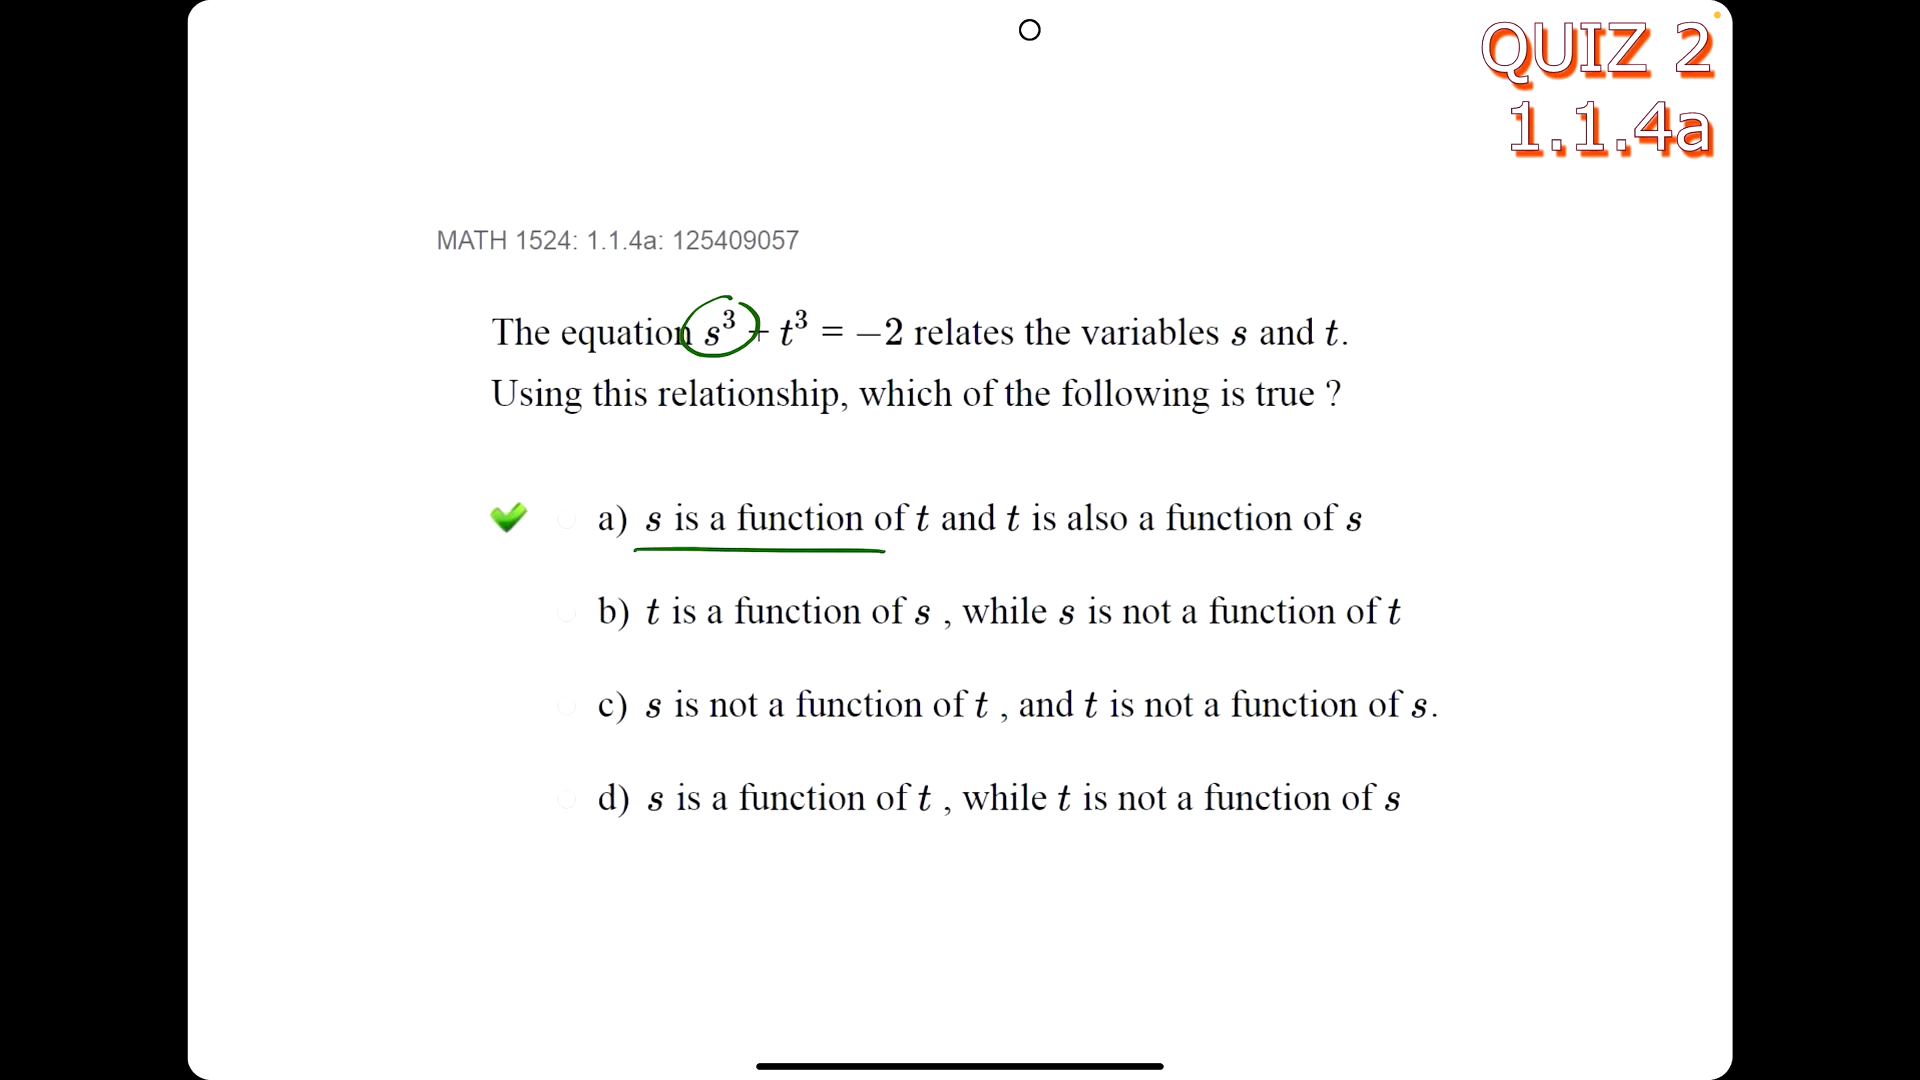 QUIZ 2
1.1.4a
MATH 1524: 1.1.4a: 125409057
The equation s³ + t³ = −2 relates the variables s and t.
Using this relationship, which of the following is true ?
a) s is a function of t and t is also a function of s
b) t is a function of s , while s is not a function of t
c) s is not a function of t , and t is not a function of s.
d) s is a function of t , while t is not a function of s